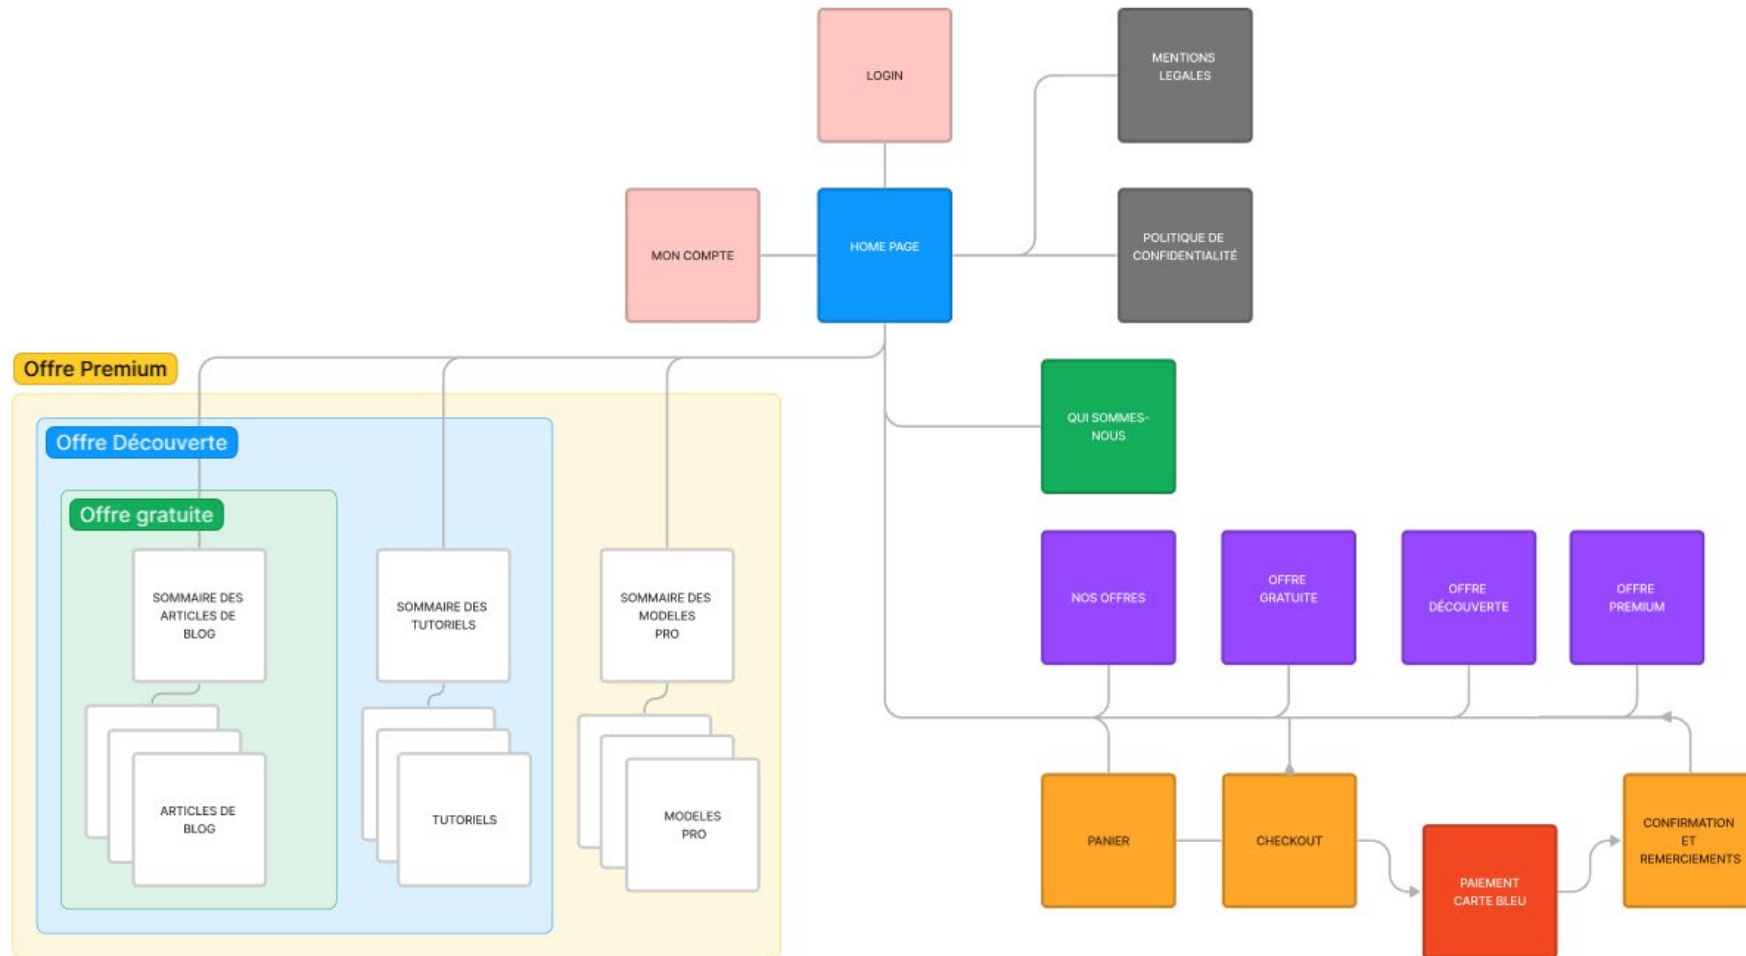 LOGIN
MENTIONS
LEGALES
MON COMPTE
HOME PAGE
POLITIQUE DE
CONFIDENTIALITÉ
Offre Premium
Offre Découverte
Offre gratuite
QUI SOMMES-
NOUS
SOMMAIRE DES
ARTICLES DE
BLOG
SOMMAIRE DES
TUTORIELS
SOMMAIRE DES
MODELES
PRO
NOS OFFRES
OFFRE
GRATUITE
OFFRE
DÉCOUVERTE
OFFRE
PREMIUM
ARTICLES DE
BLOG
TUTORIELS
MODELES
PRO
PANIER
CHECKOUT
PAIEMENT
CARTE BLEU
CONFIRMATION
ET
REMERCIEMENTS